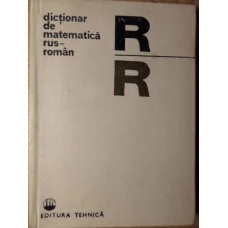 dicționar
de
matematică
rus-
român
R
R
EDITURA TEHNICĂ